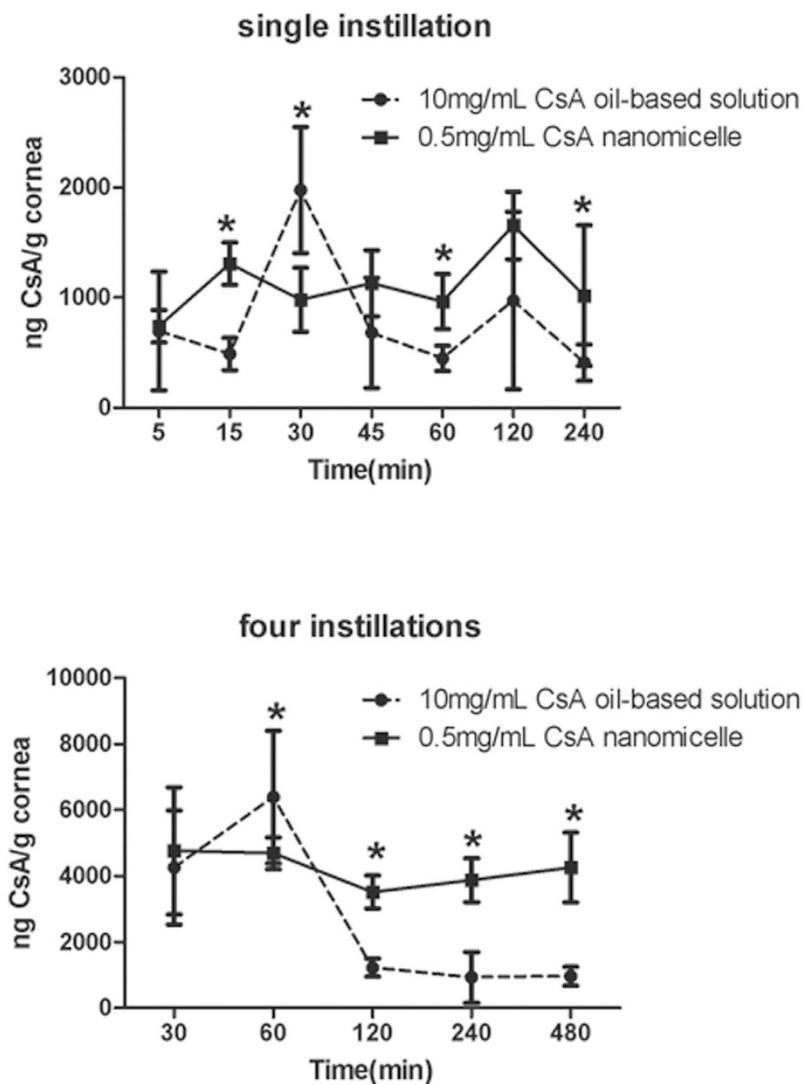 single instillation
3000
2000
1000
0
ng CsA/g cornea
10mg/mL CsA oil-based solution
0.5mg/mL CsA nanomicelle
* * * *
5 15 30 45 60 120 240
Time(min)
four instillations
10000
8000
6000
4000
2000
0
ng CsA/g cornea
10mg/mL CsA oil-based solution
0.5mg/mL CsA nanomicelle
* * * *
30 60 120 240 480
Time(min)